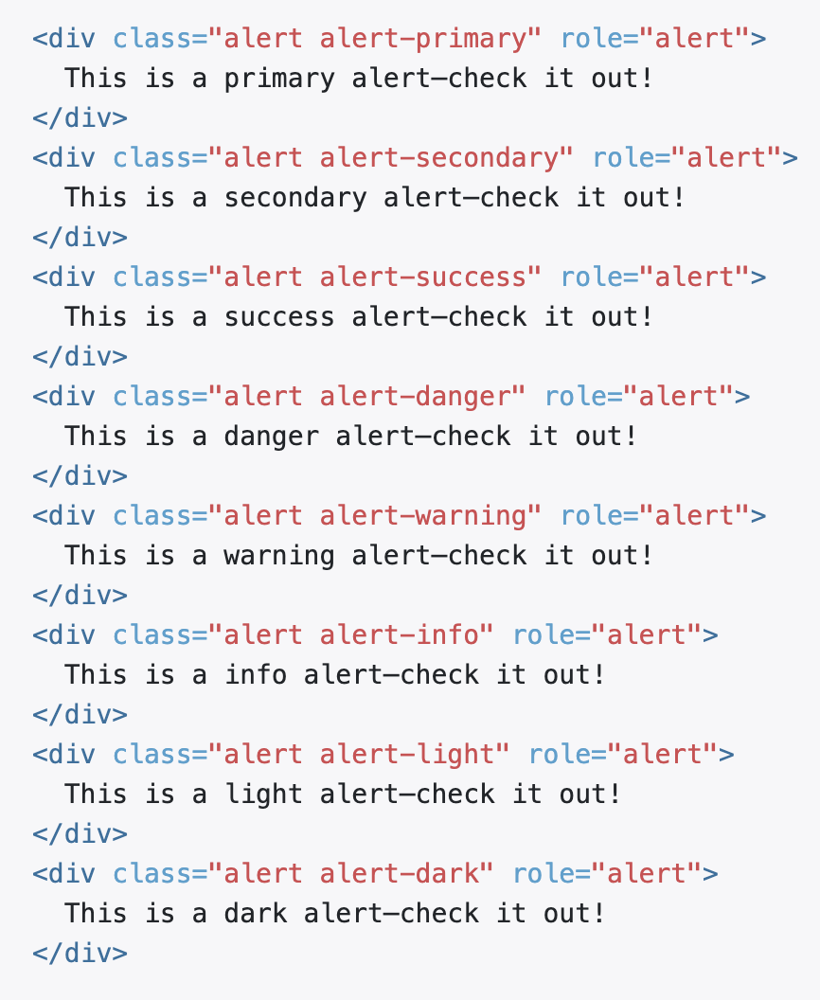 <div class="alert alert-primary" role="alert">
  This is a primary alert—check it out!
</div>
<div class="alert alert-secondary" role="alert">
  This is a secondary alert—check it out!
</div>
<div class="alert alert-success" role="alert">
  This is a success alert—check it out!
</div>
<div class="alert alert-danger" role="alert">
  This is a danger alert—check it out!
</div>
<div class="alert alert-warning" role="alert">
  This is a warning alert—check it out!
</div>
<div class="alert alert-info" role="alert">
  This is a info alert—check it out!
</div>
<div class="alert alert-light" role="alert">
  This is a light alert—check it out!
</div>
<div class="alert alert-dark" role="alert">
  This is a dark alert—check it out!
</div>